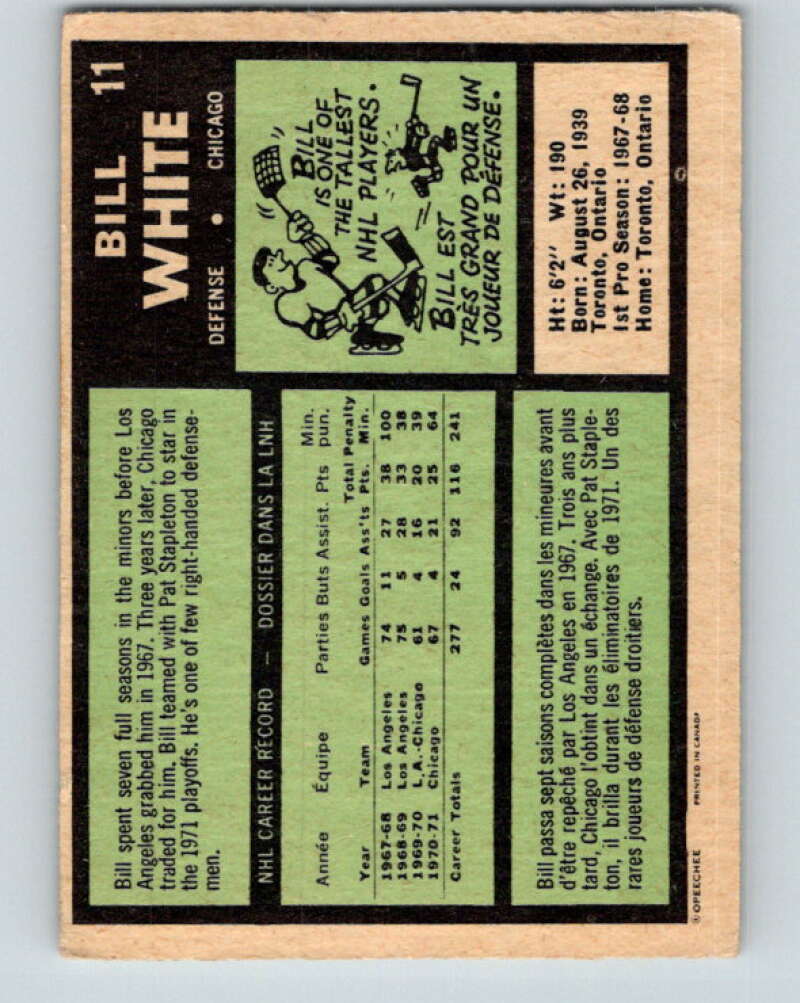 11
BILL
WHITE
DEFENSE • CHICAGO
Bill spent seven full seasons in the minors before Los
Angeles grabbed him in 1967. Three years later, Chicago
traded for him. Bill teamed with Pat Stapleton to star in
the 1971 playoffs. He's one of few right-handed defense-
men.
BILL
IS ONE OF
THE TALLEST
NHL PLAYERS.
BILL EST
TRÈS GRAND POUR UN
JOUEUR DE DÉFENSE.
NHL CAREER RECORD — DOSSIER DANS LA LNH
Année Équipe Parties Buts Assist. Pts Min. pun.
Total Penalty
Year Team Games Goals Ass'ts Pts. Min.
1967-68 Los Angeles 74 11 27 38 100
1968-69 Los Angeles 75 5 28 33 38
1969-70 L.A.-Chicago 61 4 16 20 39
1970-71 Chicago 67 4 21 25 64
Career Totals 277 24 92 116 241
Ht: 6'2" Wt: 190
Born: August 26, 1939
Toronto, Ontario
1st Pro Season: 1967-68
Home: Toronto, Ontario
Bill passa sept saisons complètes dans les mineures avant
d'être repêché par Los Angeles en 1967. Trois ans plus
tard, Chicago l'obtint dans un échange. Avec Pat Staple-
ton, il brilla durant les éliminatoires de 1971. Un des
rares joueurs de défense droitiers.
© OPEECHEE PRINTED IN CANADA